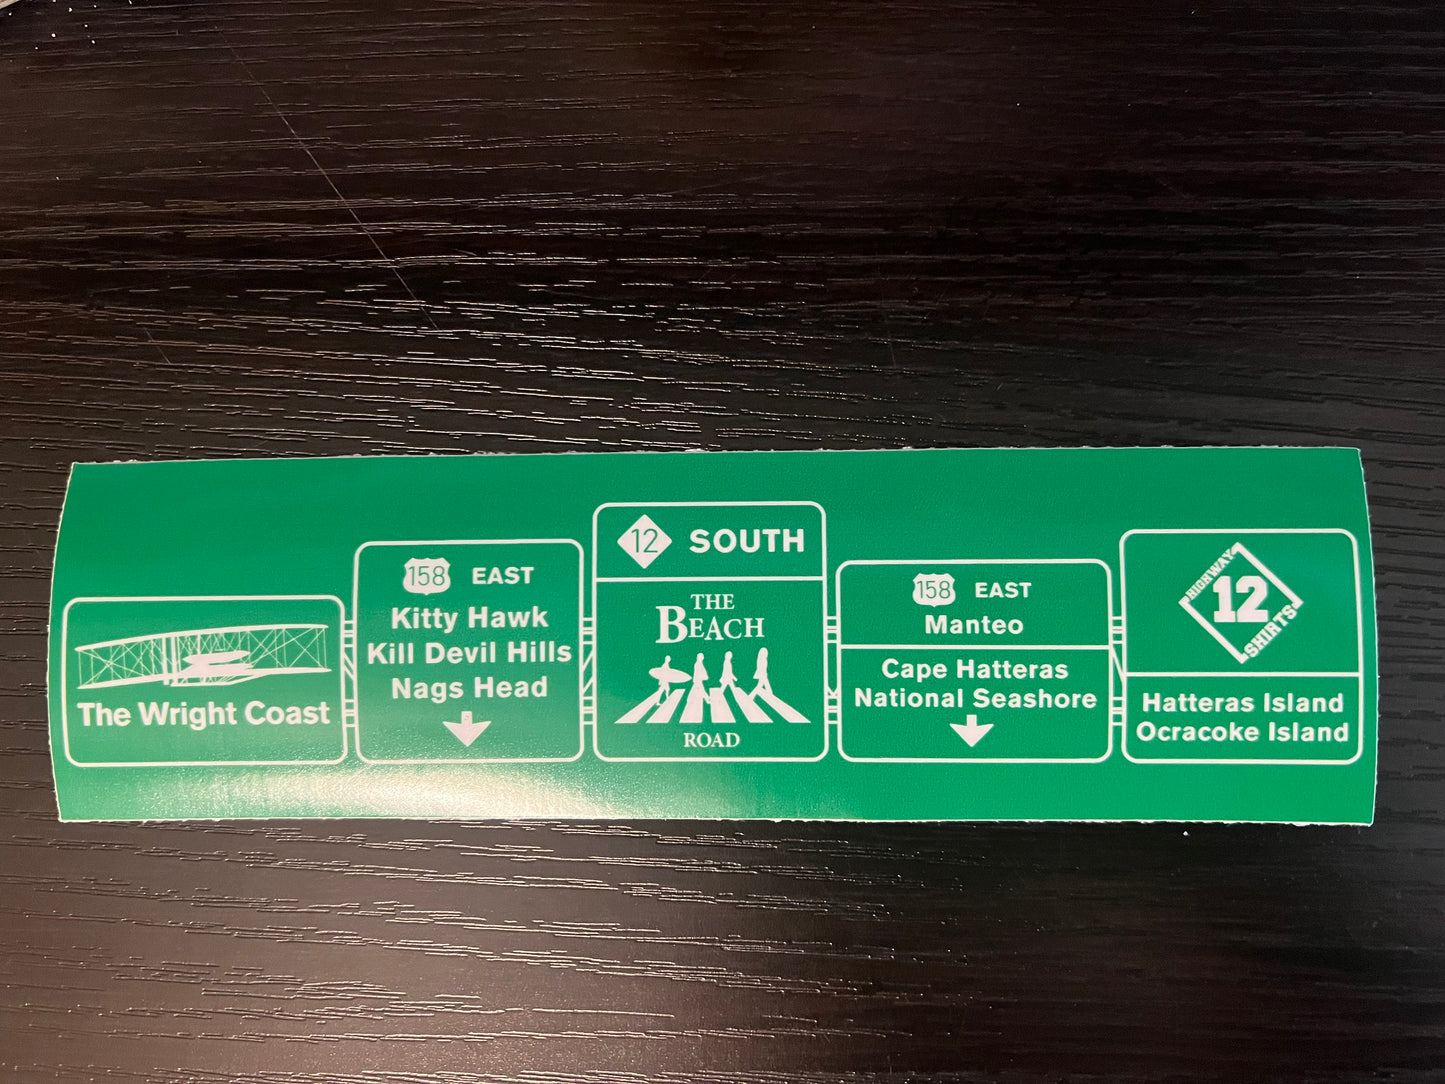 The Wright Coast
158 EAST
Kitty Hawk
Kill Devil Hills
Nags Head
12 SOUTH
THE
BEACH
ROAD
158 EAST
Manteo
Cape Hatteras
National Seashore
HIGHWAY
12
SHIRTS
Hatteras Island
Ocracoke Island